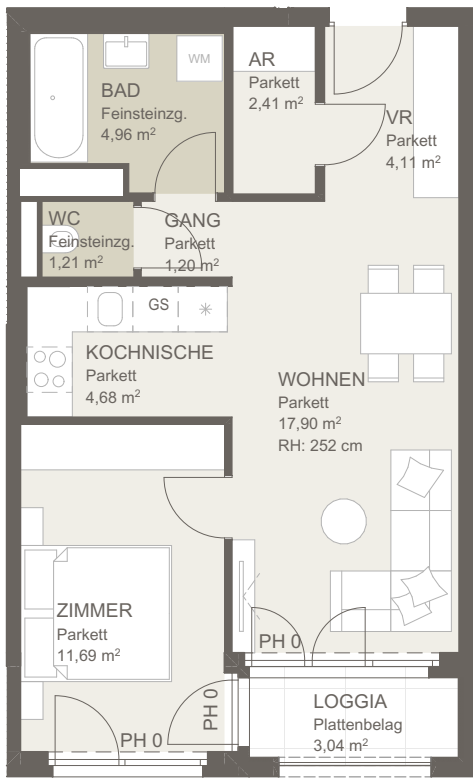 BAD
Feinsteinzg.
4,96 m²
WM
AR
Parkett
2,41 m²
VR
Parkett
4,11 m²
WC
Feinsteinzg.
1,21 m²
GANG
Parkett
1,20 m²
GS
KOCHNISCHE
Parkett
4,68 m²
WOHNEN
Parkett
17,90 m²
RH: 252 cm
ZIMMER
Parkett
11,69 m²
PH 0
PH 0
PH 0
LOGGIA
Plattenbelag
3,04 m²